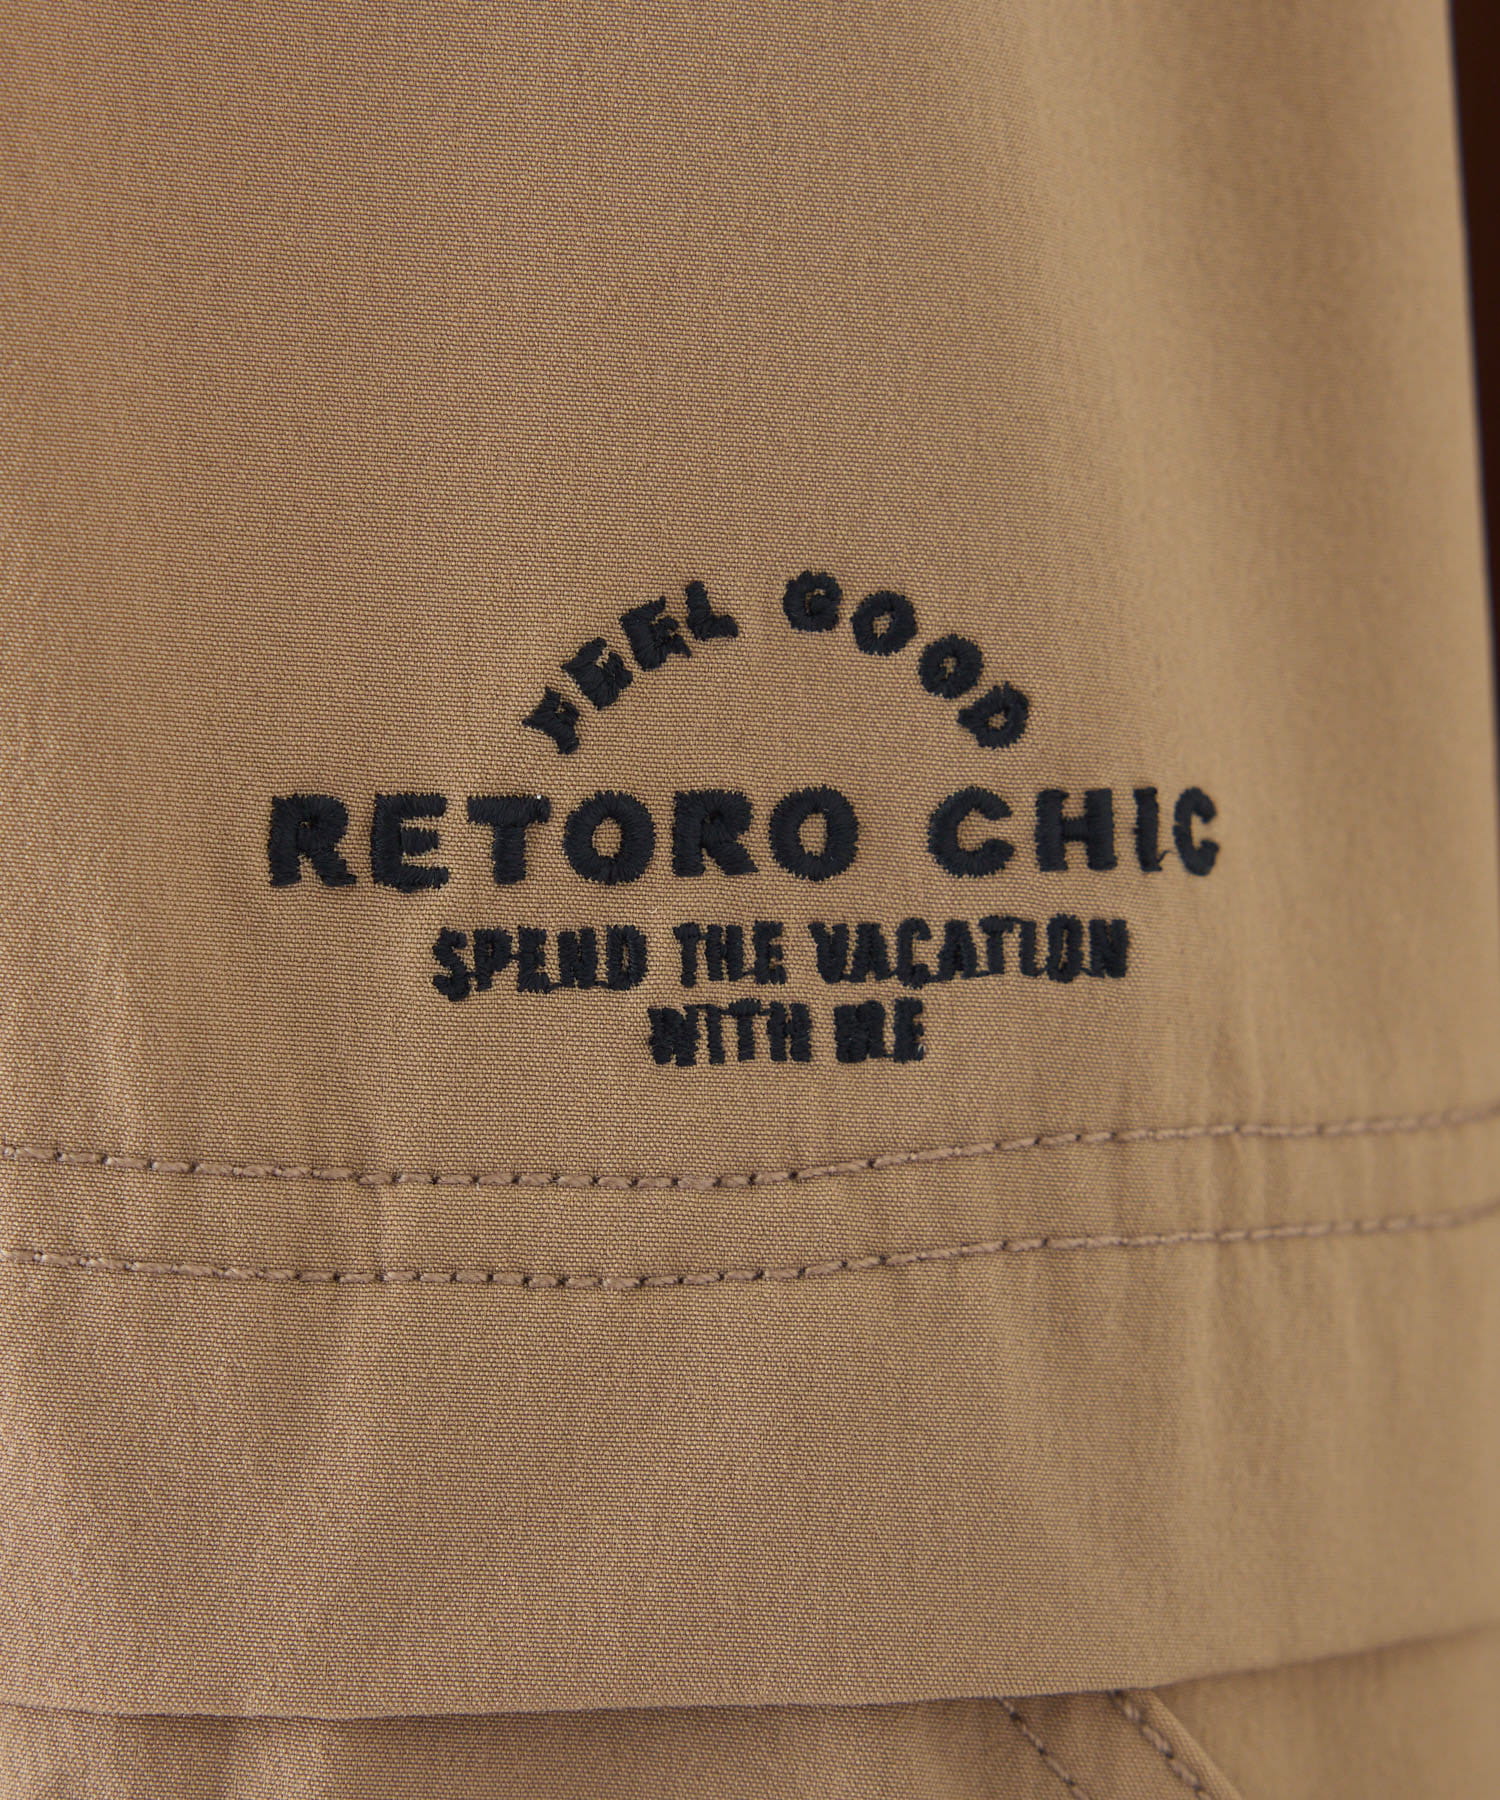 FEEL GOOD
RETORO CHIC
SPEND THE VACATION
WITH ME